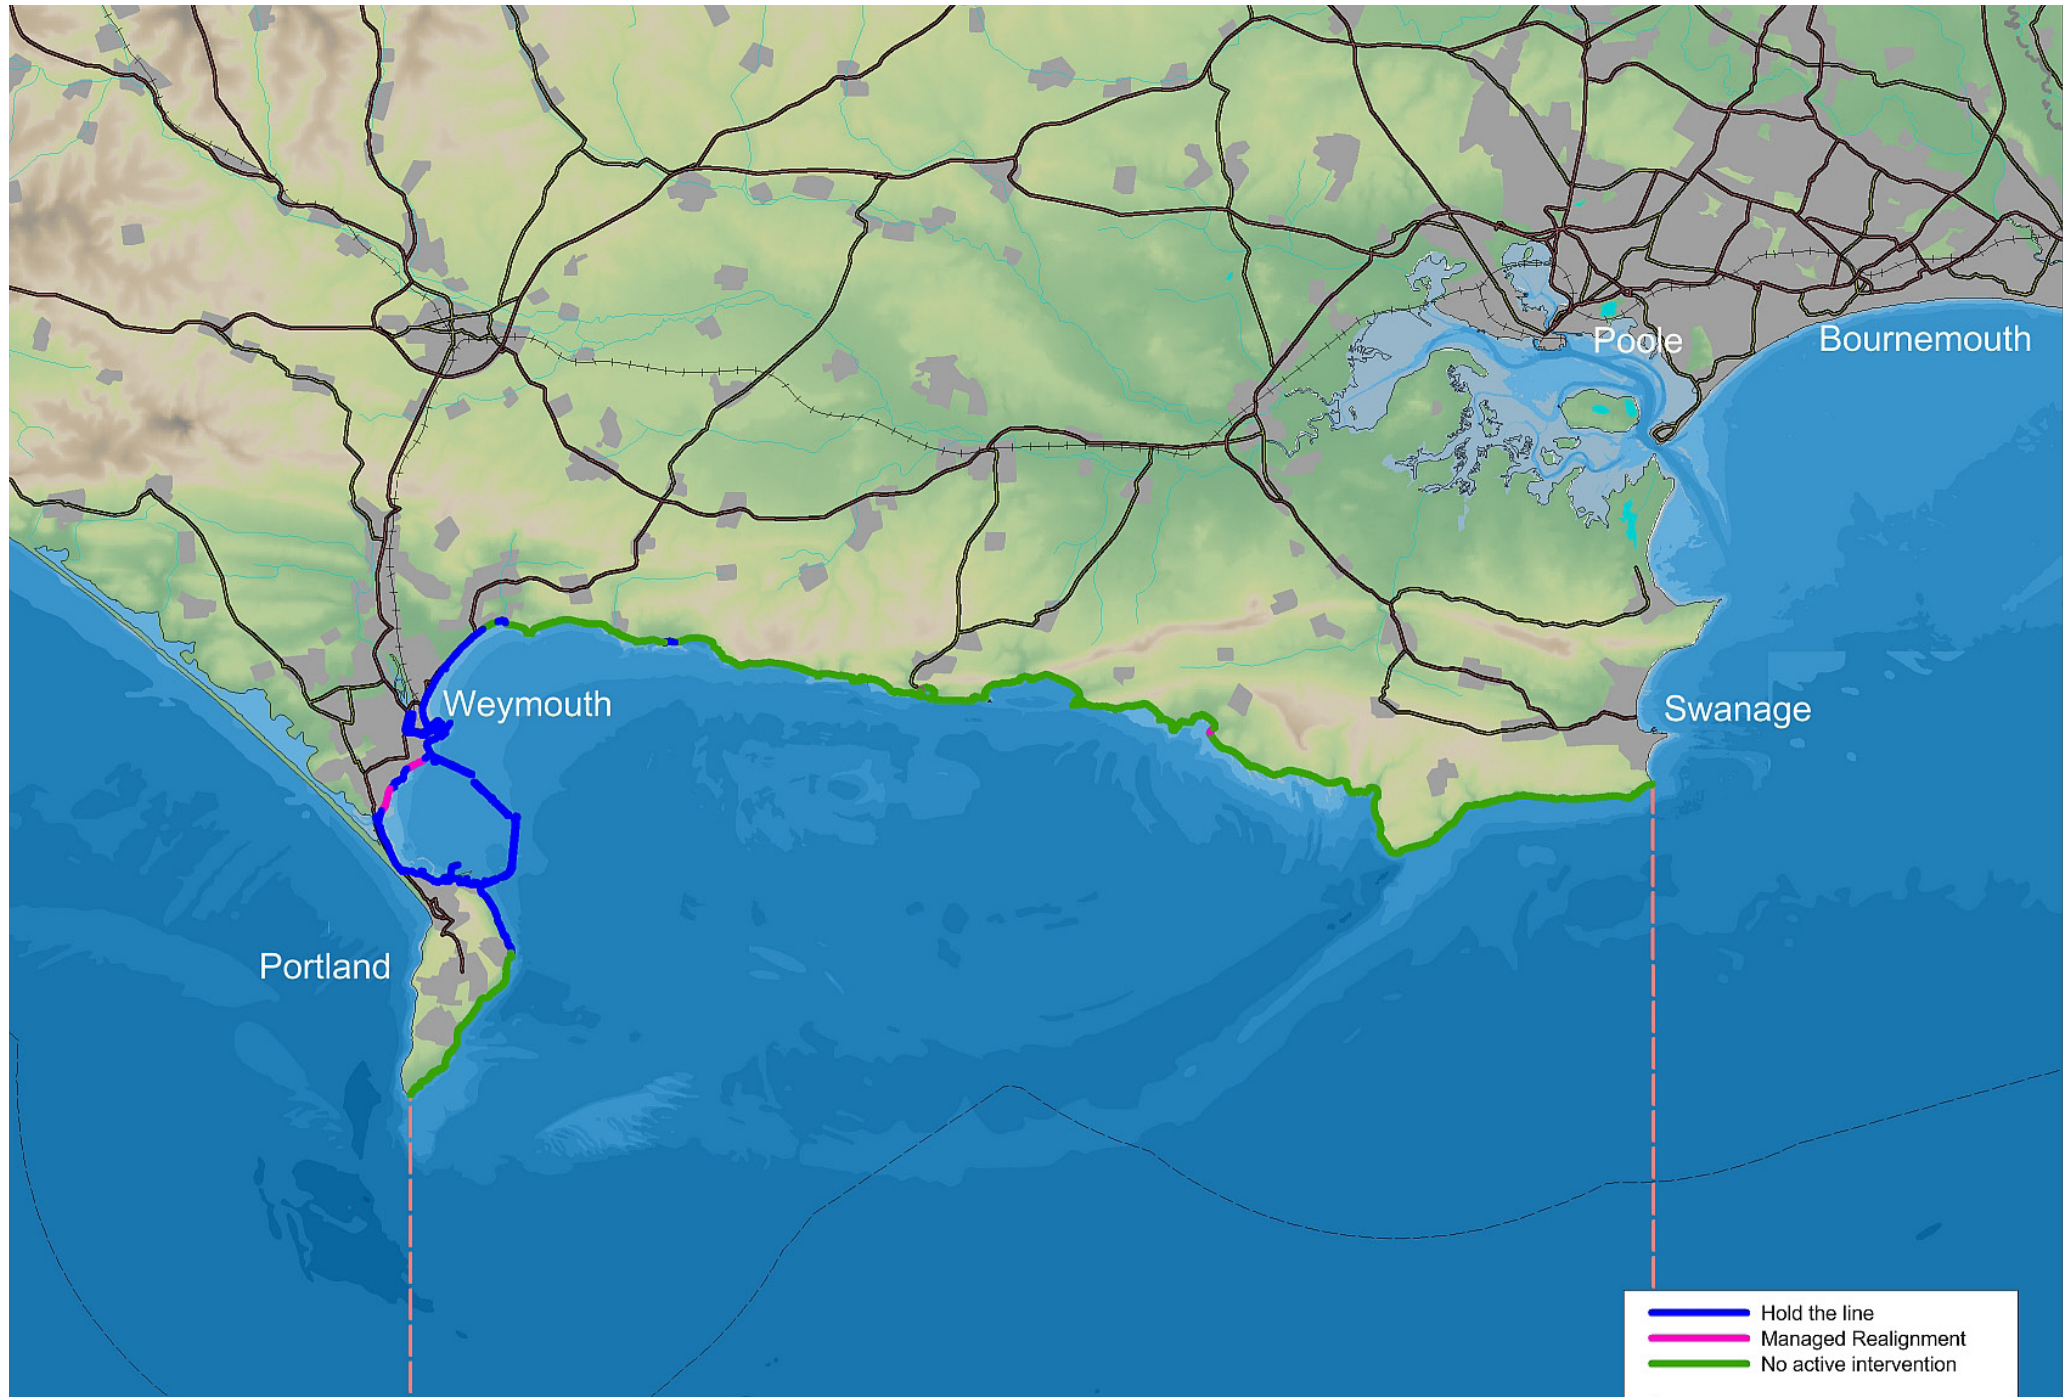 Poole
Bournemouth
Weymouth
Swanage
Portland
Hold the line
Managed Realignment
No active intervention